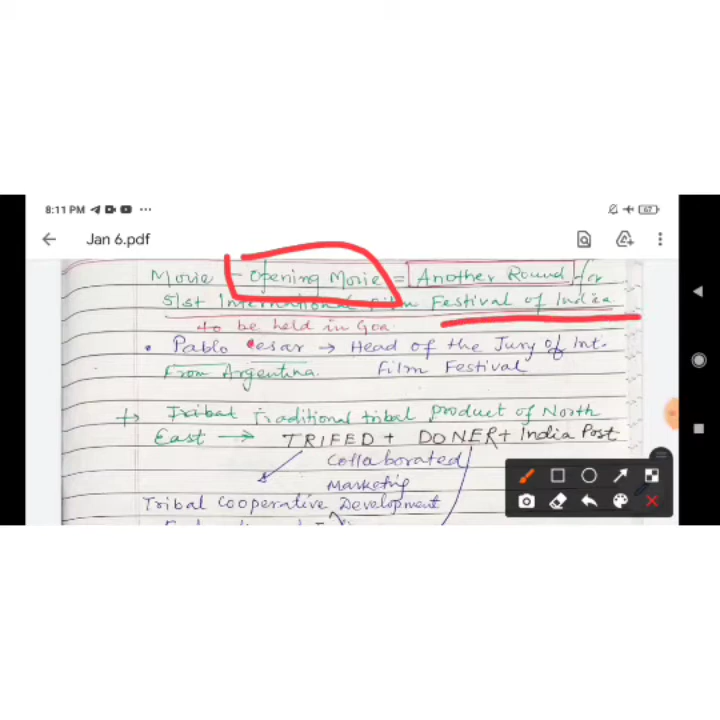 8:11 PM 67
Jan 6.pdf
Movie - Opening Movie = Another Round for
51st International Film Festival of India
to be held in Goa.
• Pablo Cesar → Head of the Jury of Int.
From Argentina. Film Festival
Tribal Traditional tribal product of North
East → TRIFED + DONER + India Post
Collaborated
Marketing
Tribal Cooperative Development